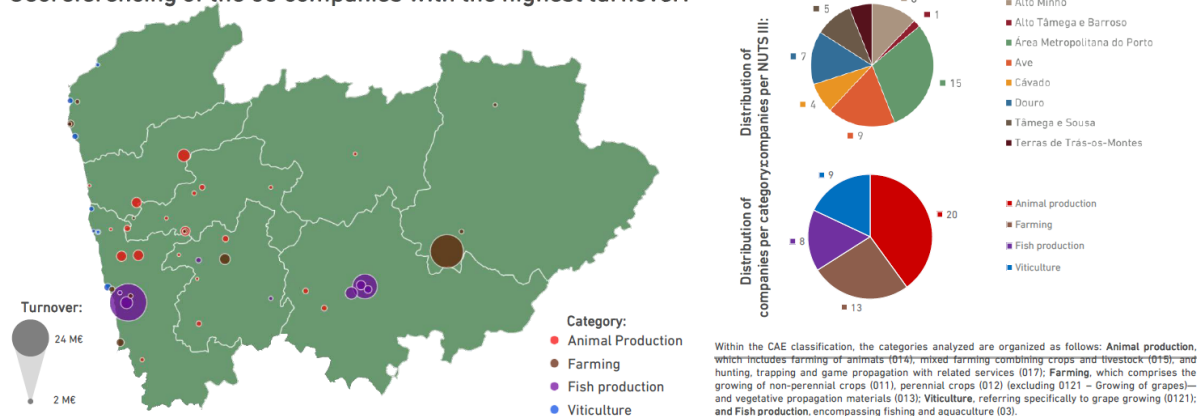 Turnover:
24 M€
2 M€
Category:
Animal Production
Farming
Fish production
Viticulture
Distribution of
companies per NUTS III:
5
1
7
15
4
9
Alto Minho
Alto Tâmega e Barroso
Área Metropolitana do Porto
Ave
Cávado
Douro
Tâmega e Sousa
Terras de Trás-os-Montes
Distribution of
companies per category:
9
20
8
13
Animal production
Farming
Fish production
Viticulture
Within the CAE classification, the categories analyzed are organized as follows: Animal production,
which includes farming of animals (014), mixed farming combining crops and livestock (015), and
hunting, trapping and game propagation with related services (017); Farming, which comprises the
growing of non-perennial crops (011), perennial crops (012) (excluding 0121 – Growing of grapes)—
and vegetative propagation materials (013); Viticulture, referring specifically to grape growing (0121);
and Fish production, encompassing fishing and aquaculture (03).